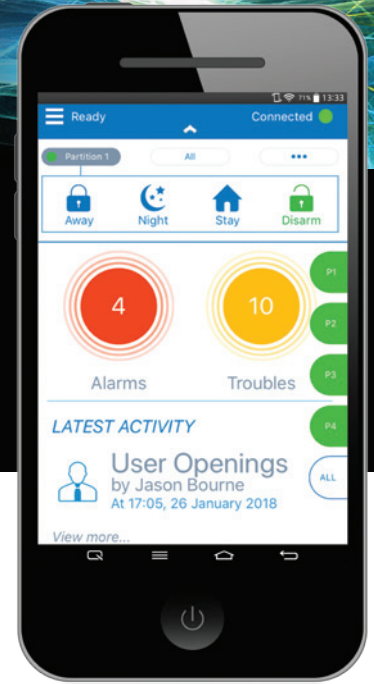 71% 13:33
Ready Connected
Partition 1 All •••
Away Night Stay Disarm
4 10
Alarms Troubles
P1
P2
P3
P4
ALL
LATEST ACTIVITY
User Openings
by Jason Bourne
At 17:05, 26 January 2018
View more...